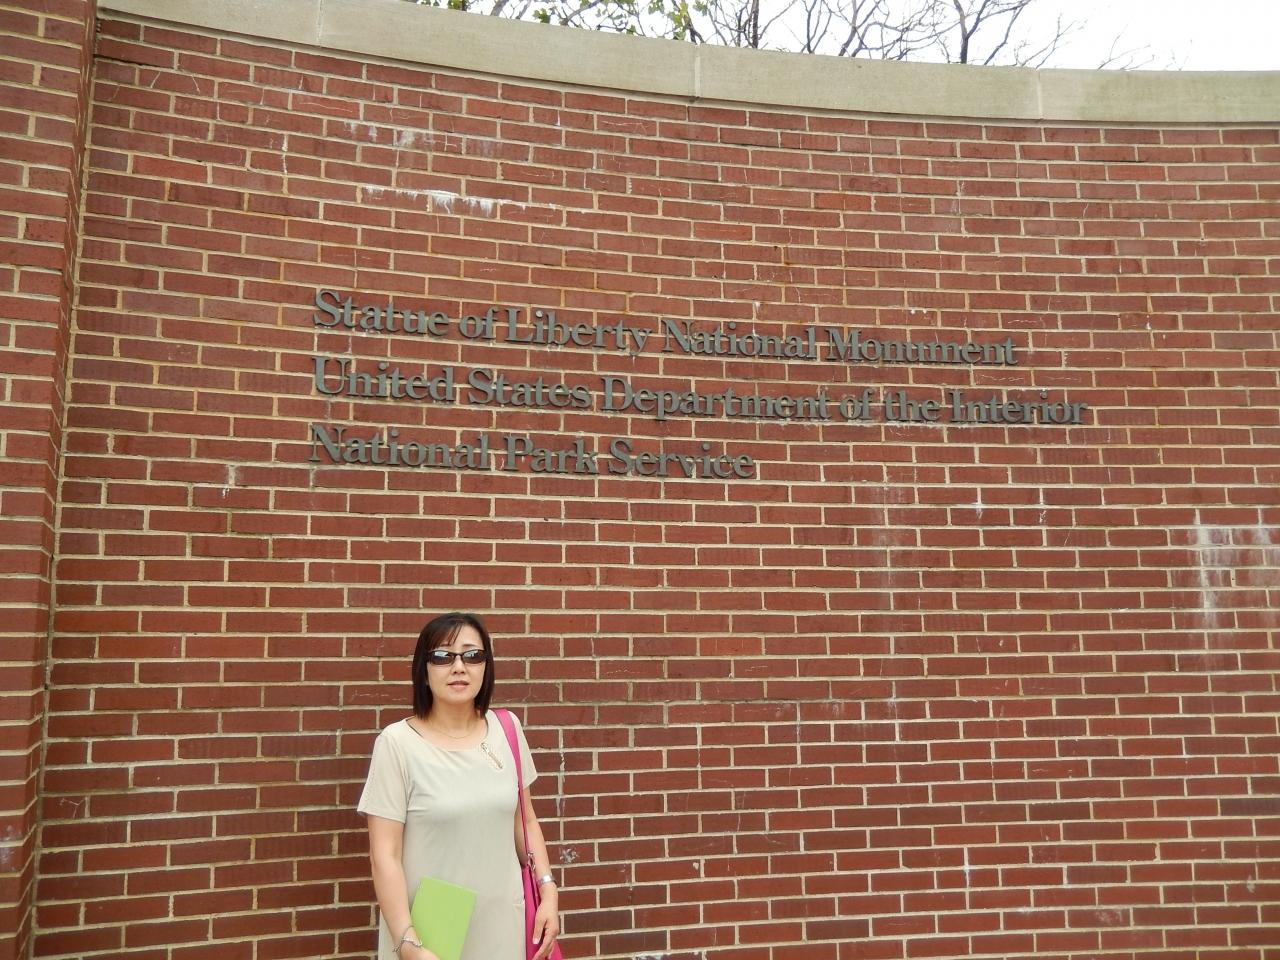 Statue of Liberty National Monument
United States Department of the Interior
National Park Service